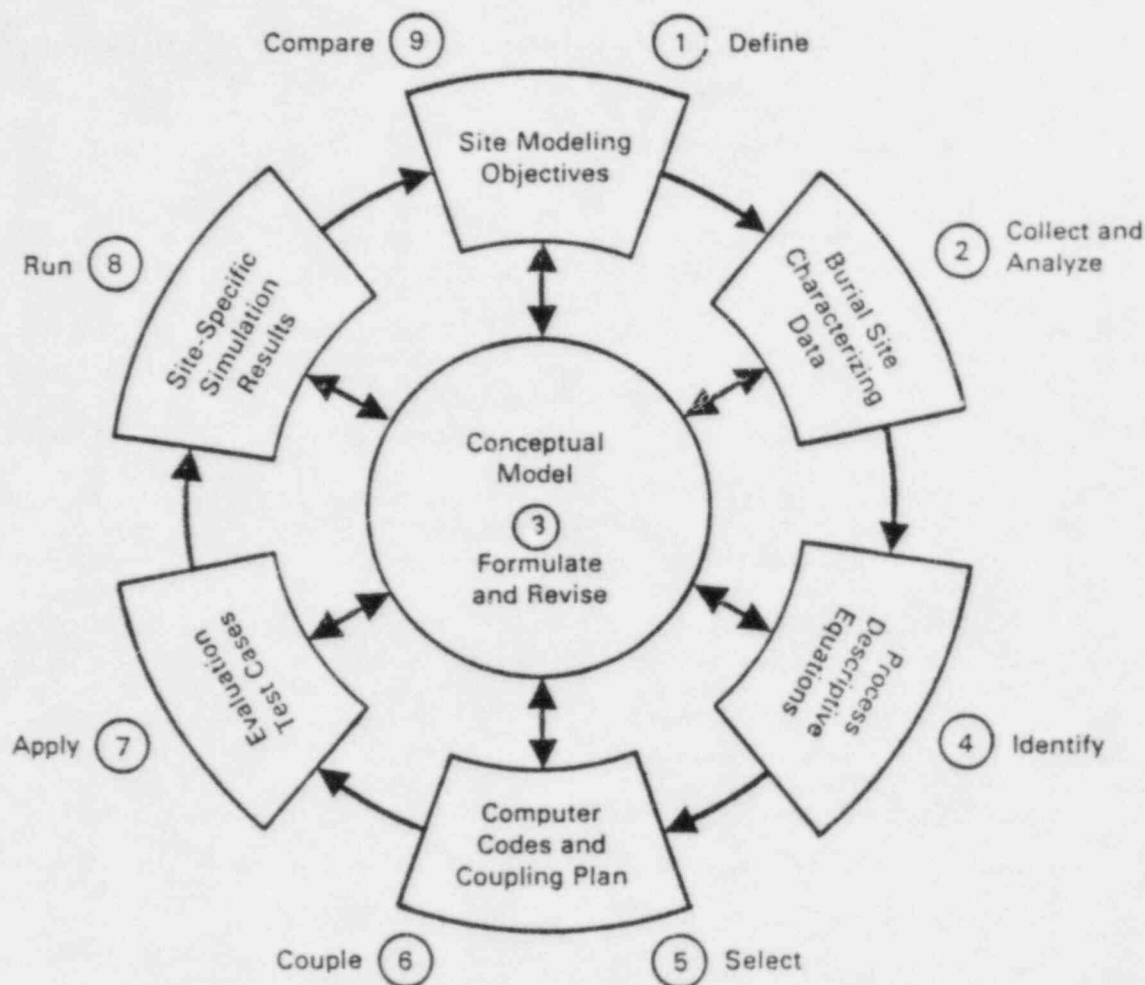 Compare 9
1 Define
Site Modeling
Objectives
2 Collect and
Analyze
Burial Site
Characterizing
Data
Conceptual
Model
3
Formulate
and Revise
Process
Descriptive
Equations
4 Identify
Computer
Codes and
Coupling Plan
5 Select
Couple 6
Evaluation
Test Cases
Apply 7
Site-Specific
Simulation
Results
Run 8